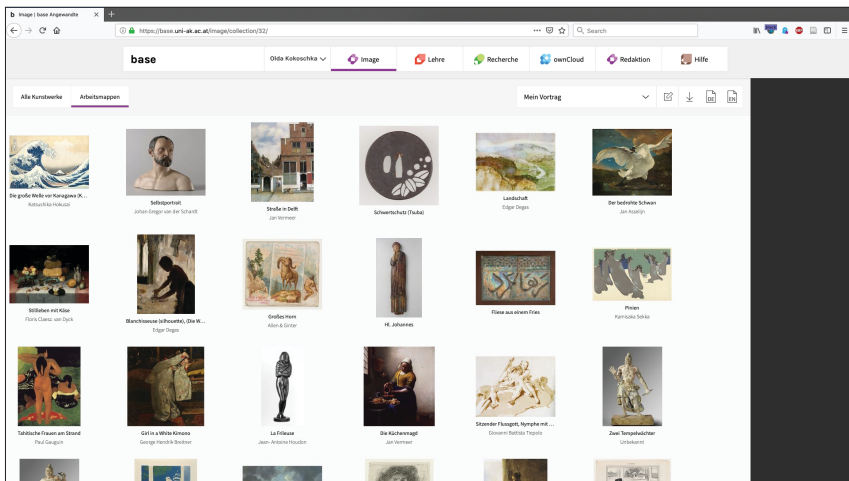 b Image | base Angewandte
https://base.uni-ak.ac.at/image/collection/32/
Search
base
Olda Kokoschka
Image
Lehre
Recherche
ownCloud
Redaktion
Hilfe
Alle Kunstwerke
Arbeitsmappen
Mein Vortrag
DE
EN
Die große Welle vor Kanagawa (K...
Katsushika Hokusai
Selbstportrait
Johan Gregor van der Schardt
Straße in Delft
Jan Vermeer
Schwertschutz (Tsuba)
Landschaft
Edgar Degas
Der bedrohte Schwan
Jan Asselijn
Stillleben mit Käse
Floris Claesz. van Dyck
Blanchisseuse (silhouette), (Die W...
Edgar Degas
Großes Horn
Allen & Ginter
Hl. Johannes
Fliese aus einem Fries
Pinien
Kamisaka Sekka
Tahitische Frauen am Strand
Paul Gauguin
Girl in a White Kimono
George Hendrik Breitner
La Frileuse
Jean-Antoine Houdon
Die Küchenmagd
Jan Vermeer
Sitzender Flussgott, Nymphe mit ...
Giovanni Battista Tiepolo
Zwei Tempelwächter
Unbekannt